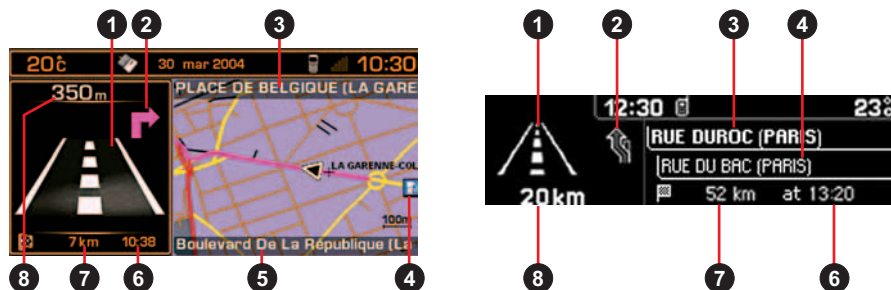 1 2 3
20°c 30 mar 2004 10:30
350m PLACE DE BELGIQUE (LA GARE
LA GARENNE-COL
100m
7km 10:38 Boulevard De La République (La
8 7 6 5 4
1 2 3 4
12:30 23°
RUE DUROC (PARIS)
RUE DU BAC (PARIS)
20km 52 km at 13:20
8 7 6